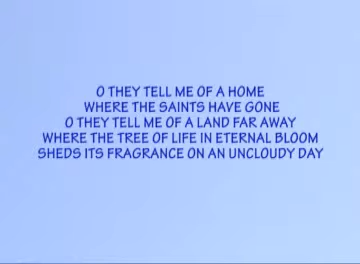 O THEY TELL ME OF A HOME
WHERE THE SAINTS HAVE GONE
O THEY TELL ME OF A LAND FAR AWAY
WHERE THE TREE OF LIFE IN ETERNAL BLOOM
SHEDS ITS FRAGRANCE ON AN UNCLOUDY DAY